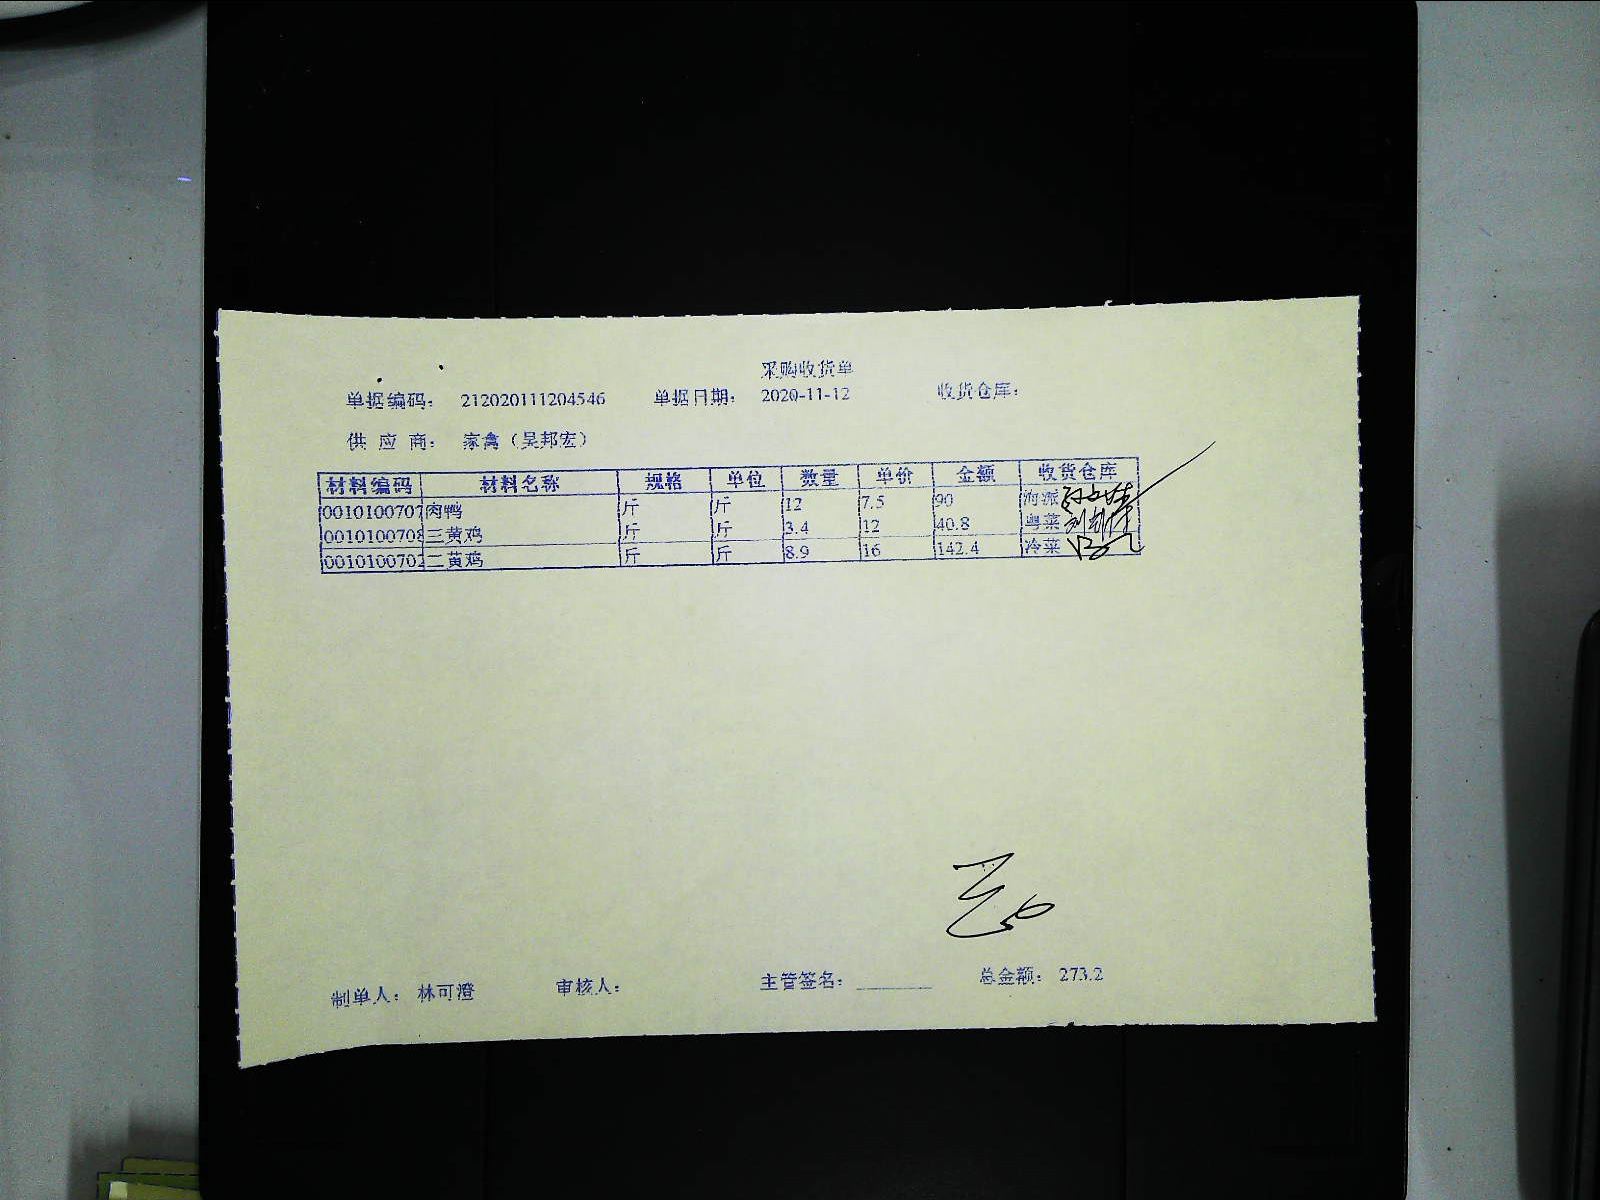 采购收货单
单据编码： 212020111204546 单据日期： 2020-11-12 收货仓库：
供 应 商： 家禽（吴邦宏）
材料编码 材料名称 规格 单位 数量 单价 金额 收货仓库
0010100707 肉鸭 斤 斤 12 7.5 90 海派
0010100708 三黄鸡 斤 斤 3.4 12 40.8 粤菜
0010100702 二黄鸡 斤 斤 8.9 16 142.4 冷菜
制单人： 林可澄 审核人： 主管签名： 总金额： 273.2